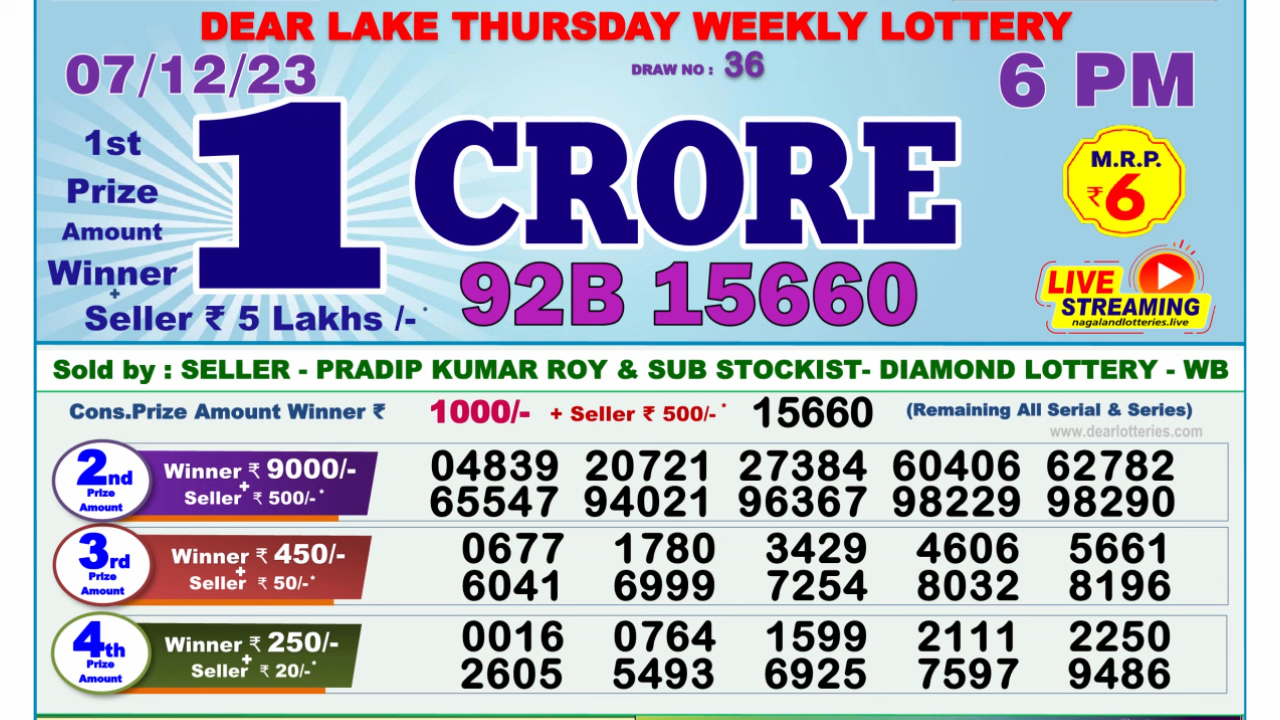 DEAR LAKE THURSDAY WEEKLY LOTTERY
07/12/23
DRAW NO : 36
6 PM
1st
Prize
Amount
Winner
+
Seller ₹ 5 Lakhs /-*
1 CRORE
92B 15660
M.R.P.
₹6
LIVE
STREAMING
nagalandlotteries.live
Sold by : SELLER - PRADIP KUMAR ROY & SUB STOCKIST- DIAMOND LOTTERY - WB
Cons.Prize Amount Winner ₹ 1000/- + Seller ₹ 500/-* 15660 (Remaining All Serial & Series)
www.dearlotteries.com
2nd
Prize
Amount
Winner ₹ 9000/-
+
Seller ₹ 500/-*
04839 20721 27384 60406 62782
65547 94021 96367 98229 98290
3rd
Prize
Amount
Winner ₹ 450/-
+
Seller ₹ 50/-*
0677 1780 3429 4606 5661
6041 6999 7254 8032 8196
4th
Prize
Amount
Winner ₹ 250/-
+
Seller ₹ 20/-*
0016 0764 1599 2111 2250
2605 5493 6925 7597 9486